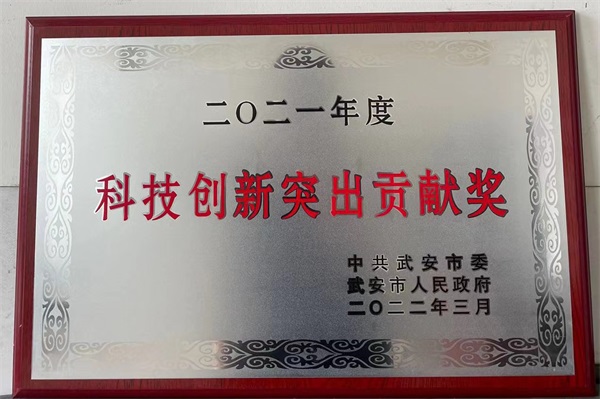 二〇二一年度
科技创新突出贡献奖
中共武安市委
武安市人民政府
二〇二二年三月